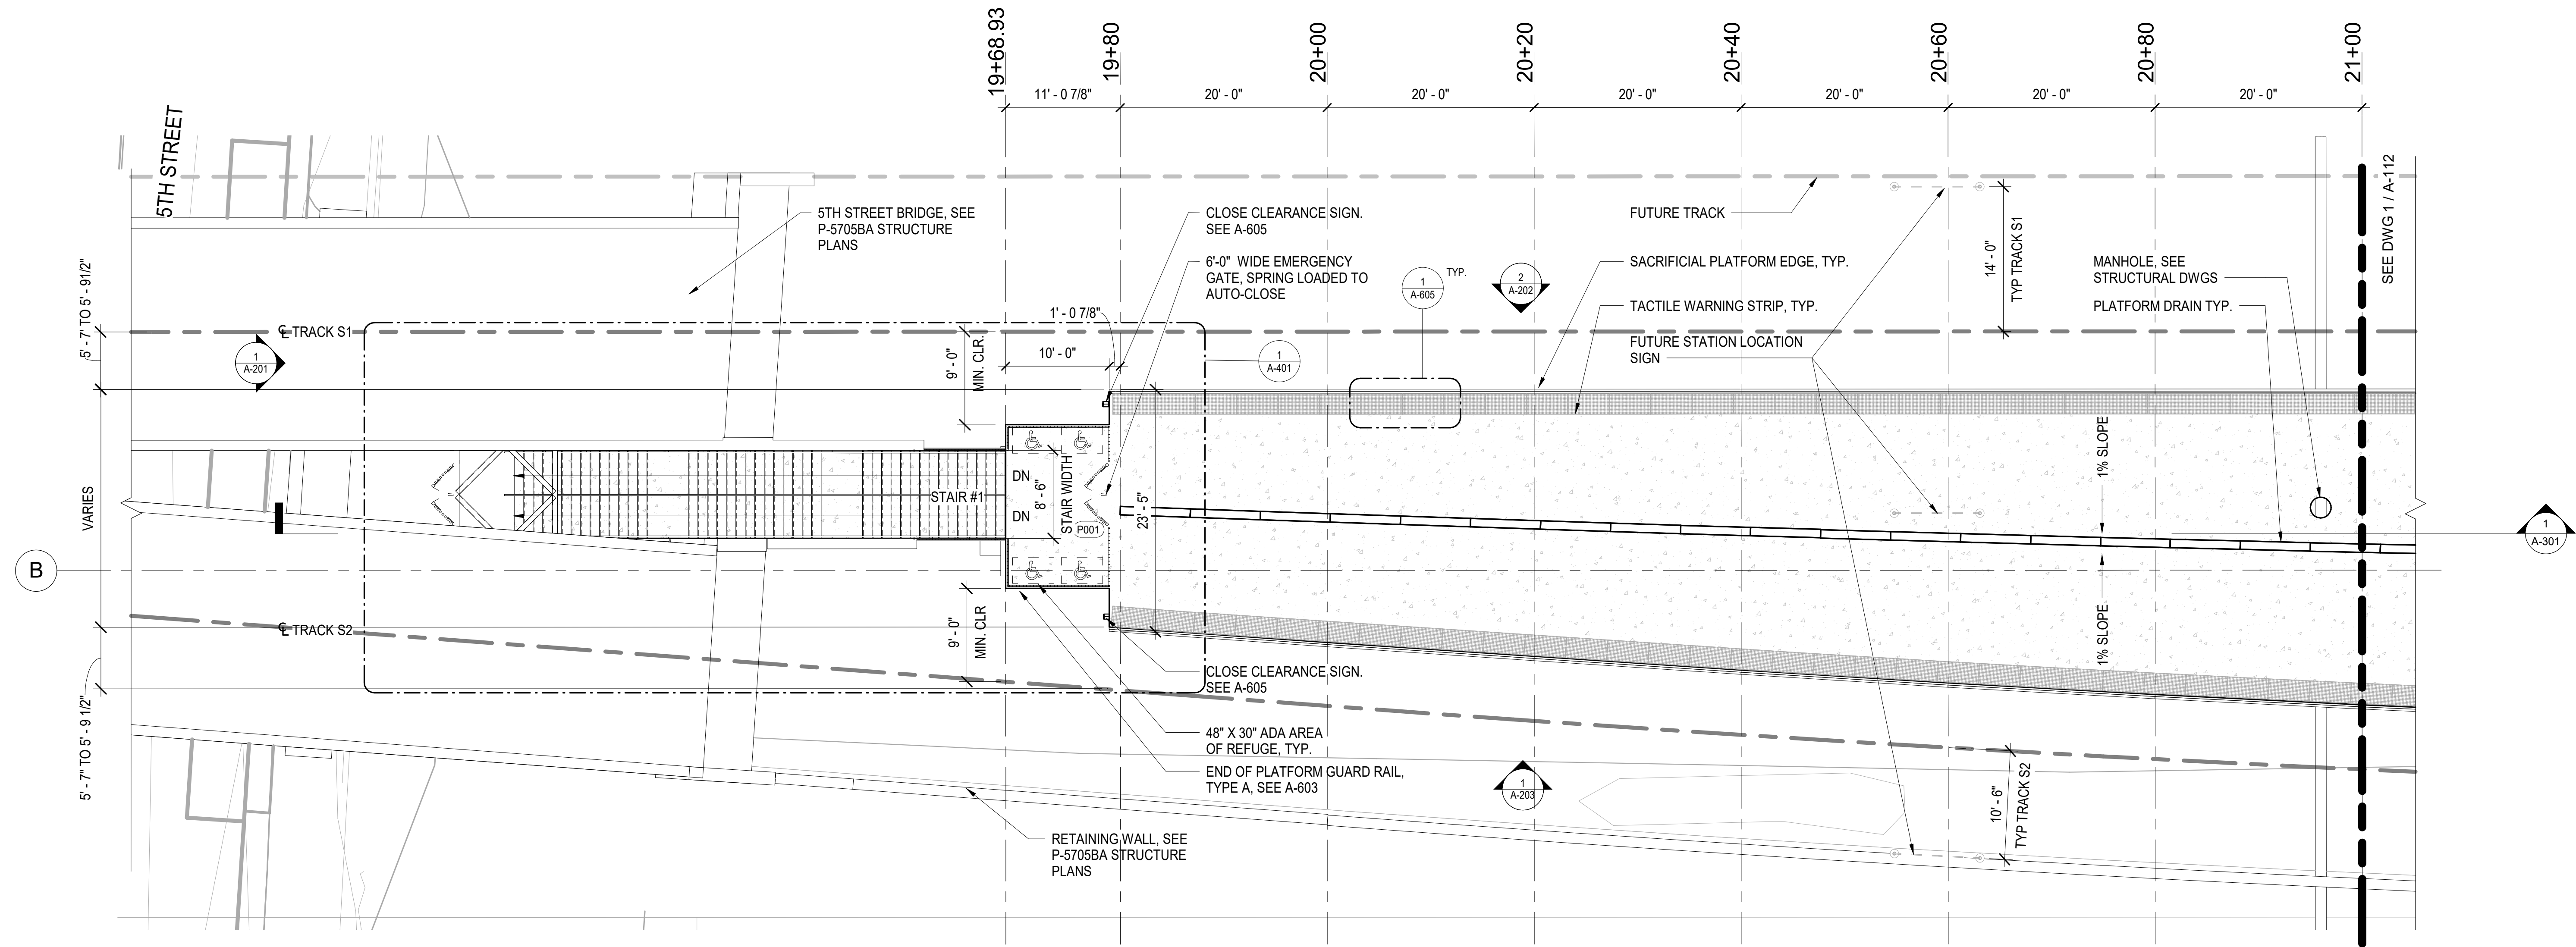 19+68.93
19+80
20+00
20+20
20+40
20+60
20+80
21+00
11' - 0 7/8"
20' - 0"
20' - 0"
20' - 0"
20' - 0"
20' - 0"
20' - 0"
5TH STREET
SEE DWG 1 / A-112
5TH STREET BRIDGE, SEE
P-5705BA STRUCTURE
PLANS
CLOSE CLEARANCE SIGN.
SEE A-605
6'-0" WIDE EMERGENCY
GATE, SPRING LOADED TO
AUTO-CLOSE
1
A-605
TYP.
2
A-202
FUTURE TRACK
SACRIFICIAL PLATFORM EDGE, TYP.
TACTILE WARNING STRIP, TYP.
FUTURE STATION LOCATION
SIGN
14' - 0"
TYP TRACK S1
MANHOLE, SEE
STRUCTURAL DWGS
PLATFORM DRAIN TYP.
5' - 7" TO 5' - 9 1/2"
℄ TRACK S1
1
A-201
1' - 0 7/8"
10' - 0"
9' - 0"
MIN. CLR.
1
A-401
VARIES
STAIR #1
DN
DN
8' - 6"
STAIR WIDTH
P001
23' - 5"
1% SLOPE
1% SLOPE
1
A-301
B
℄ TRACK S2
5' - 7" TO 5' - 9 1/2"
9' - 0"
MIN. CLR
CLOSE CLEARANCE SIGN.
SEE A-605
48" X 30" ADA AREA
OF REFUGE, TYP.
END OF PLATFORM GUARD RAIL,
TYPE A, SEE A-603
1
A-203
10' - 6"
TYP TRACK S2
RETAINING WALL, SEE
P-5705BA STRUCTURE
PLANS